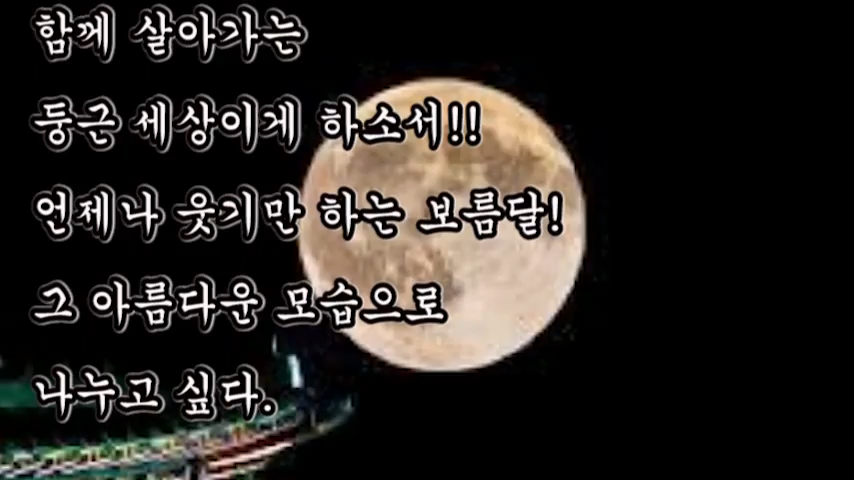 함께 살아가는
둥근 세상이게 하소서!!
언제나 웃기만 하는 보름달!
그 아름다운 모습으로
나누고 싶다.